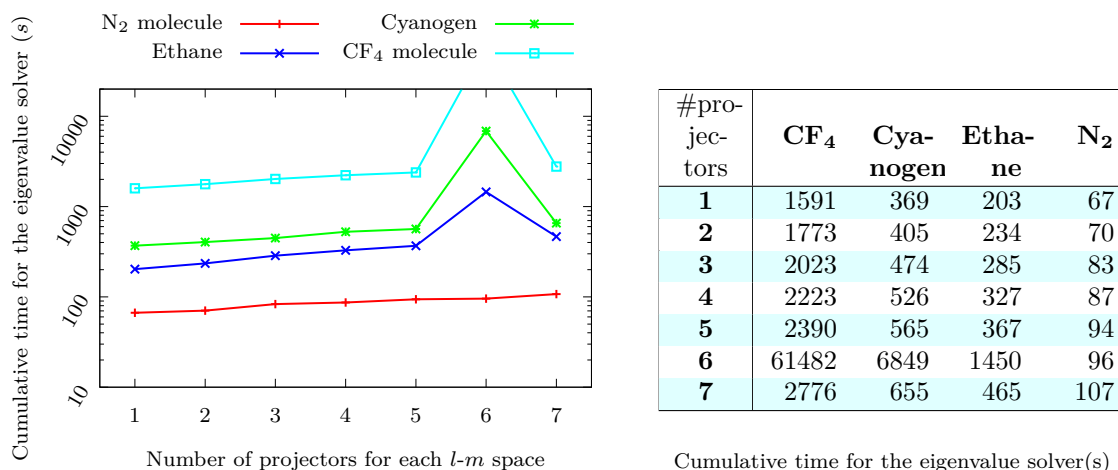 N2 molecule
Ethane
Cyanogen
CF4 molecule
Cumulative time for the eigenvalue solver (s)
10000
1000
100
10
1 2 3 4 5 6 7
Number of projectors for each l-m space
#pro-
jec- CF4 Cya- Etha- N2
tors nogen ne
1 1591 369 203 67
2 1773 405 234 70
3 2023 474 285 83
4 2223 526 327 87
5 2390 565 367 94
6 61482 6849 1450 96
7 2776 655 465 107
Cumulative time for the eigenvalue solver(s)